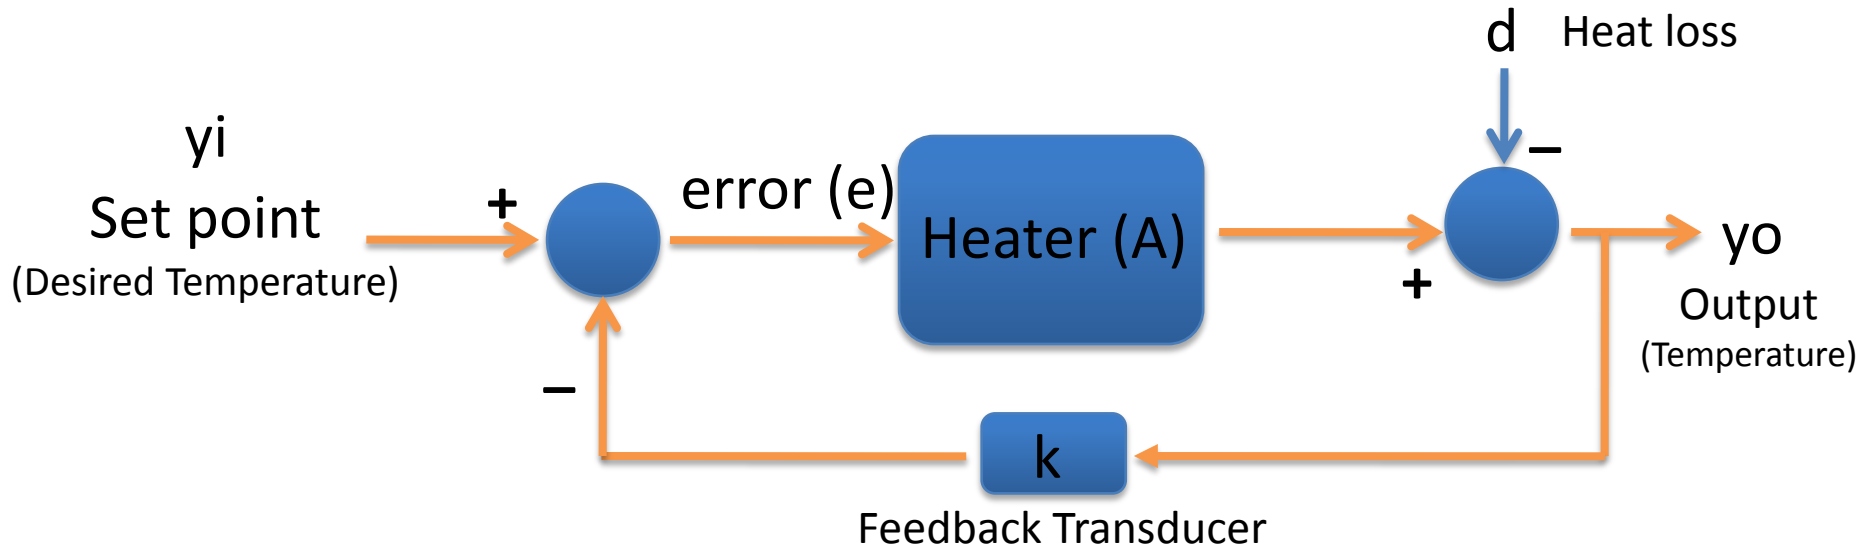 yi
Set point
(Desired Temperature)
+
–
error (e)
Heater (A)
d
Heat loss
–
+
yo
Output
(Temperature)
k
Feedback Transducer